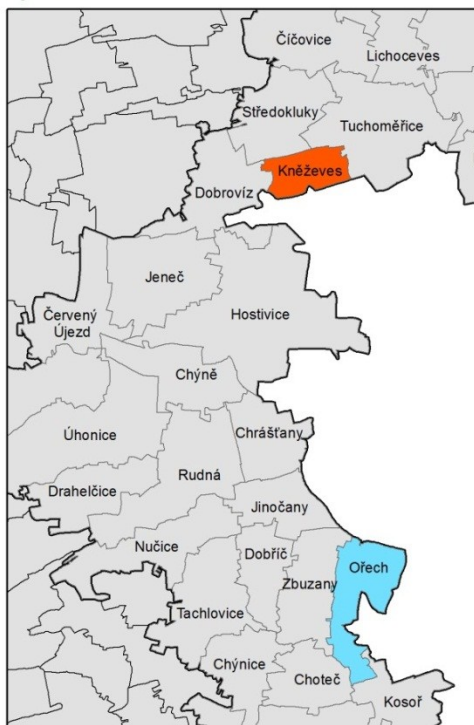 Číčovice
Lichoceves
Středokluky
Tuchoměřice
Kněževes
Dobrovíz
Jeneč
Hostivice
Červený
Újezd
Chýně
Úhonice
Chrášťany
Rudná
Drahelčice
Jinočany
Nučice
Dobříč
Ořech
Zbuzany
Tachlovice
Chýnice
Choteč
Kosoř